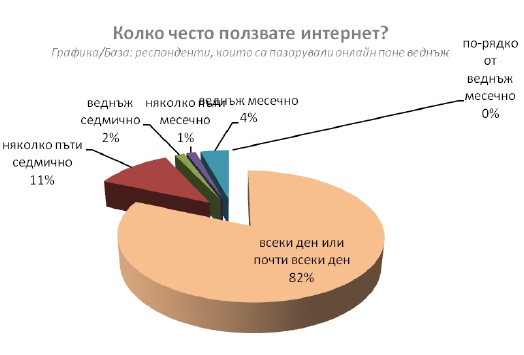 Колко често ползвате интернет?
Графика/База: респонденти, които са пазарували онлайн поне веднъж
по-рядко
от
веднъж
месечно
0%
веднъж
седмично
2%
няколко пъти
месечно
1%
веднъж месечно
4%
няколко пъти
седмично
11%
всеки ден или
почти всеки ден
82%